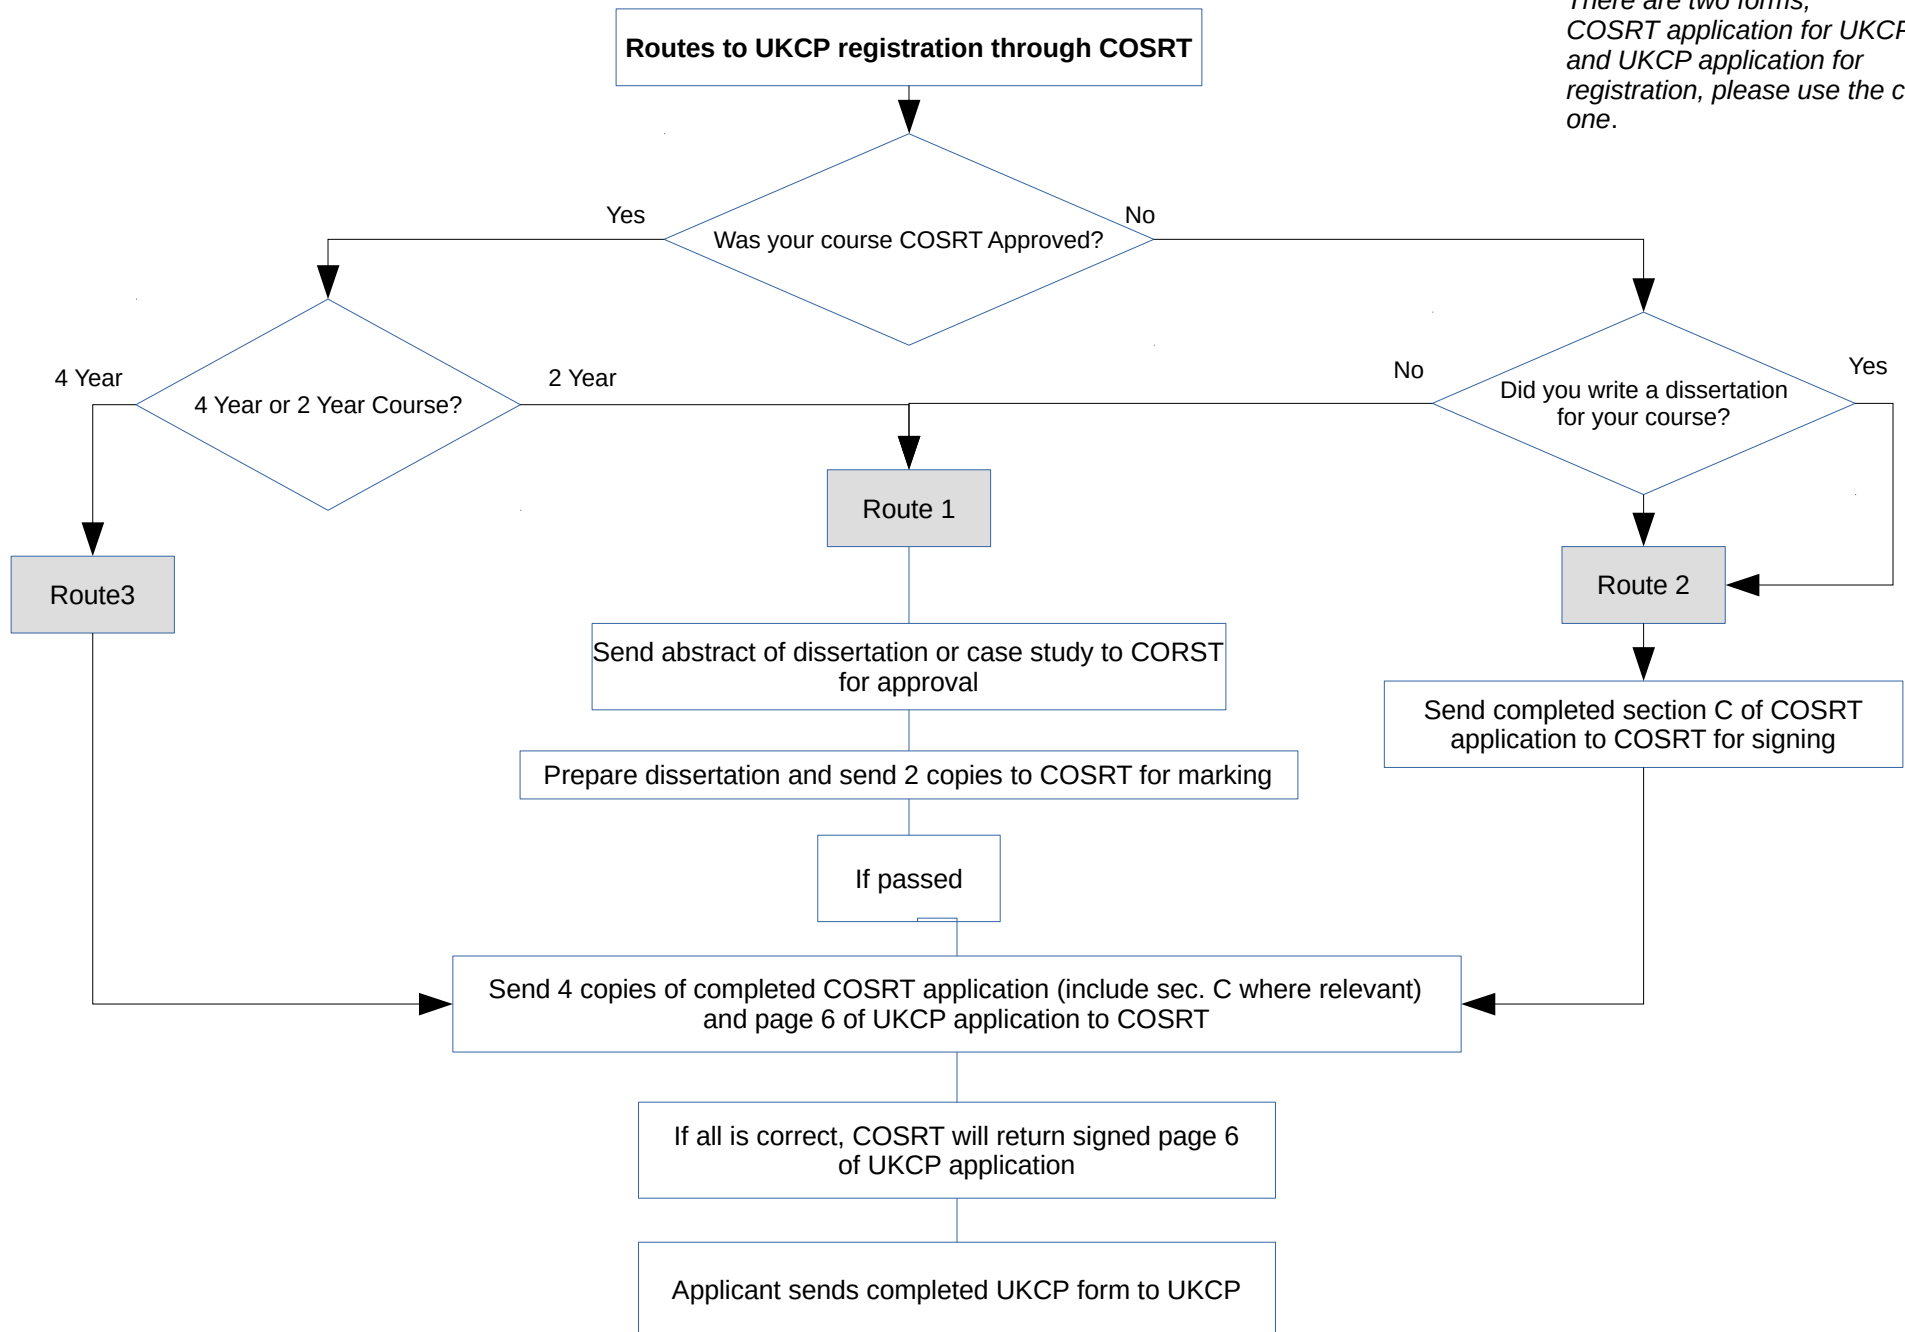 There are two forms,
COSRT application for UKCP
and UKCP application for
registration, please use the
one.
Routes to UKCP registration through COSRT
Yes
No
Was your course COSRT Approved?
4 Year
2 Year
No
Yes
4 Year or 2 Year Course?
Did you write a dissertation
for your course?
Route 1
Route3
Route 2
Send abstract of dissertation or case study to CORST
for approval
Send completed section C of COSRT
application to COSRT for signing
Prepare dissertation and send 2 copies to COSRT for marking
If passed
Send 4 copies of completed COSRT application (include sec. C where relevant)
and page 6 of UKCP application to COSRT
If all is correct, COSRT will return signed page 6
of UKCP application
Applicant sends completed UKCP form to UKCP